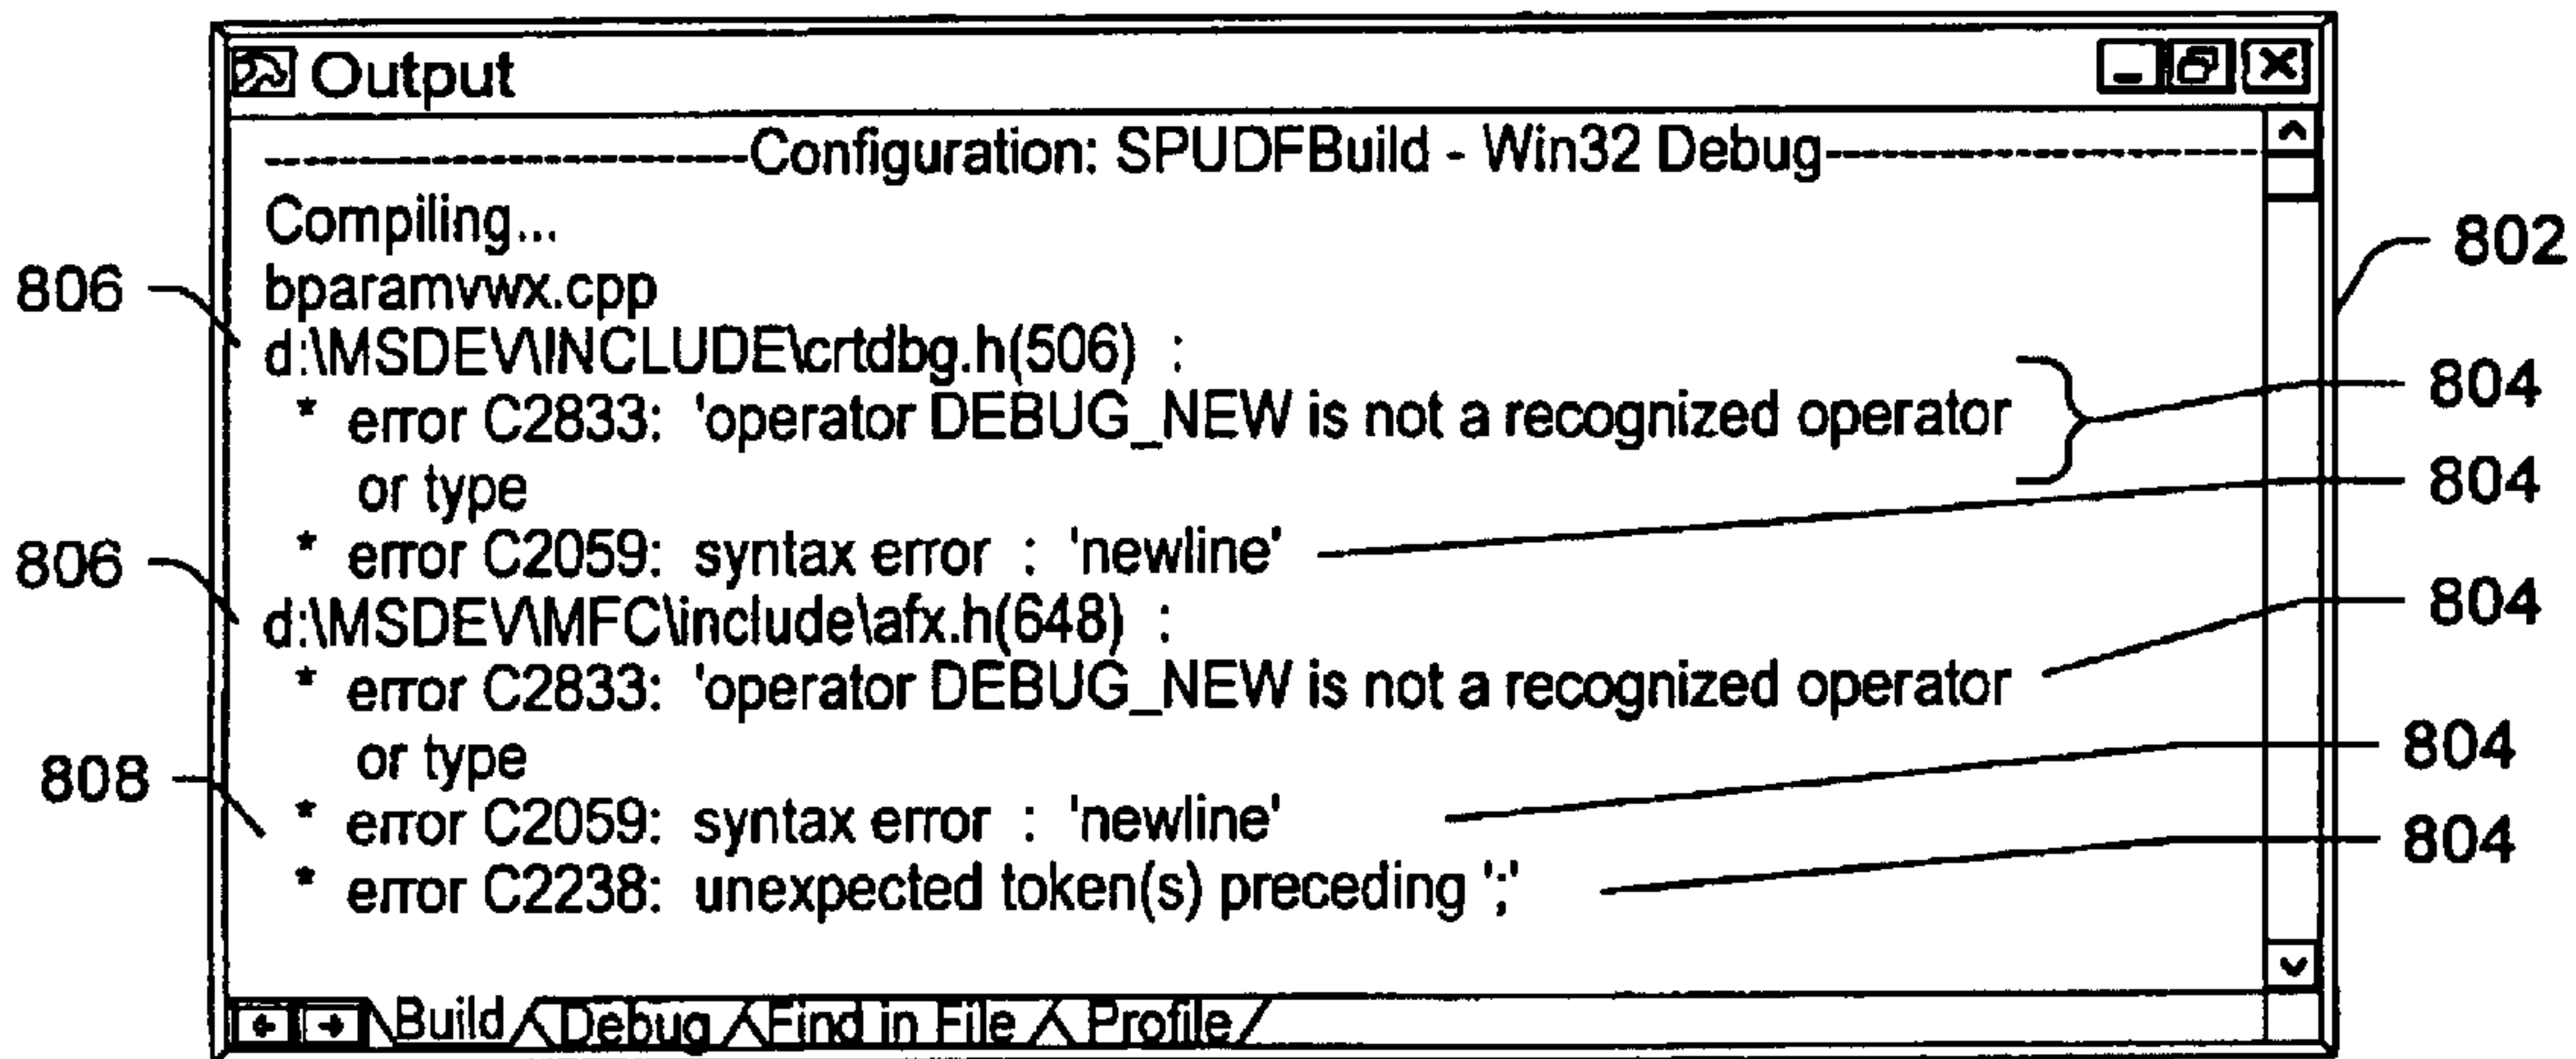 Output
-----------------------Configuration: SPUDFBuild - Win32 Debug---------------------
Compiling...
802
806
bparamvwx.cpp
d:\MSDEV\INCLUDE\crtdbg.h(506) :
804
* error C2833: 'operator DEBUG_NEW is not a recognized operator
or type
804
* error C2059: syntax error : 'newline'
806
d:\MSDEV\MFC\include\afx.h(648) :
804
* error C2833: 'operator DEBUG_NEW is not a recognized operator
or type
804
808
* error C2059: syntax error : 'newline'
804
* error C2238: unexpected token(s) preceding ';'
Build Debug Find in File Profile